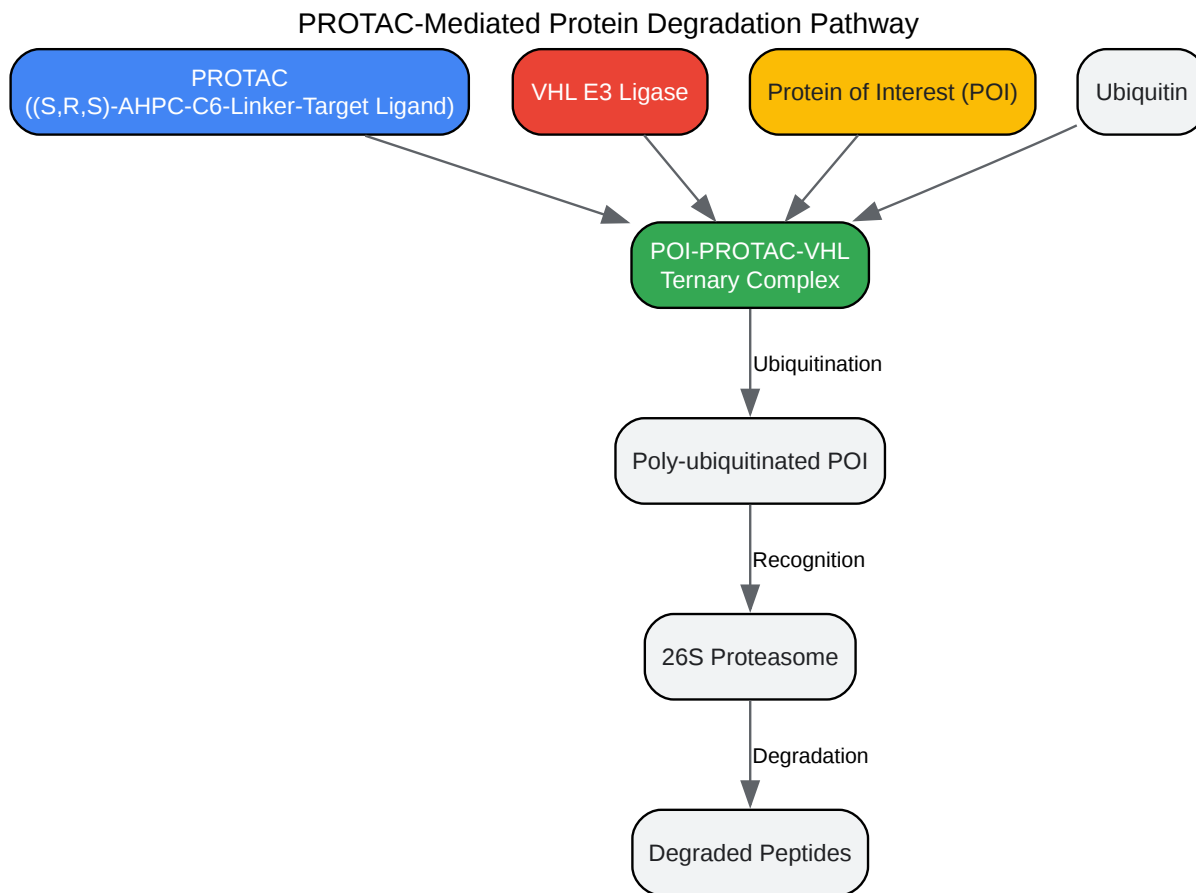 PROTAC-Mediated Protein Degradation Pathway
PROTAC
((S,R,S)-AHPC-C6-Linker-Target Ligand)
VHL E3 Ligase
Protein of Interest (POI)
Ubiquitin
POI-PROTAC-VHL
Ternary Complex
Ubiquitination
Poly-ubiquitinated POI
Recognition
26S Proteasome
Degradation
Degraded Peptides